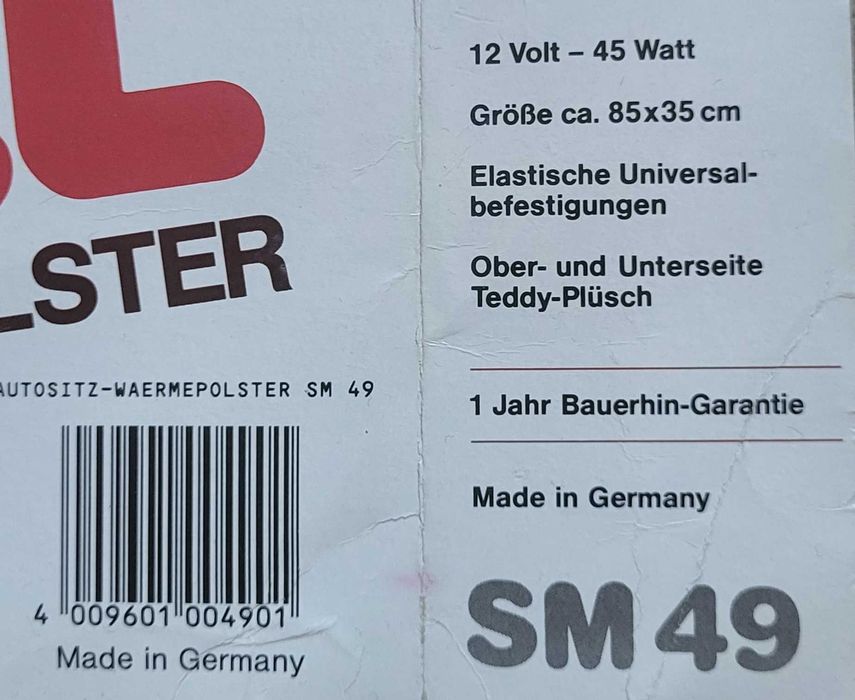 LSTER
AUTOSITZ-WAERMEPOLSTER SM 49
4 009601 004901
Made in Germany
12 Volt – 45 Watt
Größe ca. 85x35 cm
Elastische Universal-
befestigungen
Ober- und Unterseite
Teddy-Plüsch
1 Jahr Bauerhin-Garantie
Made in Germany
SM 49